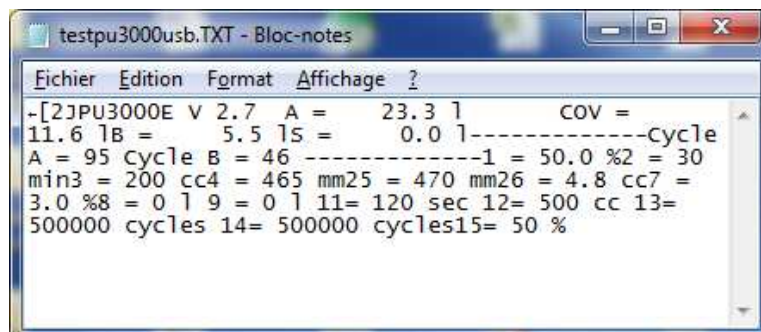 testpu3000usb.TXT - Bloc-notes
Fichier Edition Format Affichage ?
←[2JPU3000E V 2.7  A =    23.3 l         COV =
11.6 lB =     5.5 lS =     0.0 l-------------Cycle
A = 95 Cycle B = 46 -------------1 = 50.0 %2 = 30
min3 = 200 cc4 = 465 mm25 = 470 mm26 = 4.8 cc7 =
3.0 %8 = 0 l 9 = 0 l 11= 120 sec 12= 500 cc 13=
500000 cycles 14= 500000 cycles15= 50 %